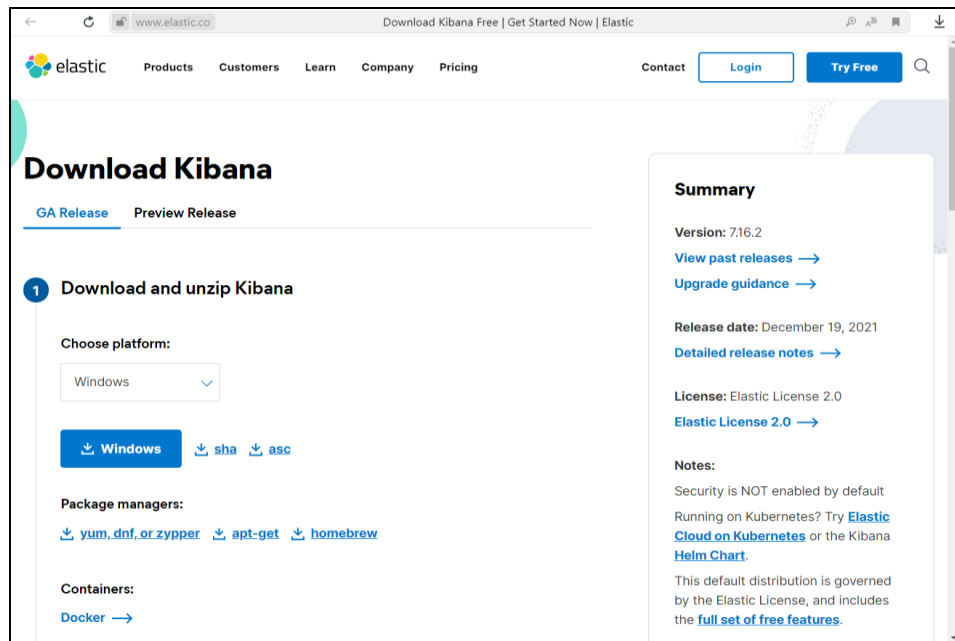 www.elastic.co
Download Kibana Free | Get Started Now | Elastic
elastic
Products Customers Learn Company Pricing
Contact Login Try Free
Download Kibana
GA Release Preview Release
1 Download and unzip Kibana
Choose platform:
Windows
Windows sha asc
Package managers:
yum, dnf, or zypper apt-get homebrew
Containers:
Docker
Summary
Version: 7.16.2
View past releases
Upgrade guidance
Release date: December 19, 2021
Detailed release notes
License: Elastic License 2.0
Elastic License 2.0
Notes:
Security is NOT enabled by default
Running on Kubernetes? Try Elastic
Cloud on Kubernetes or the Kibana
Helm Chart.
This default distribution is governed
by the Elastic License, and includes
the full set of free features.